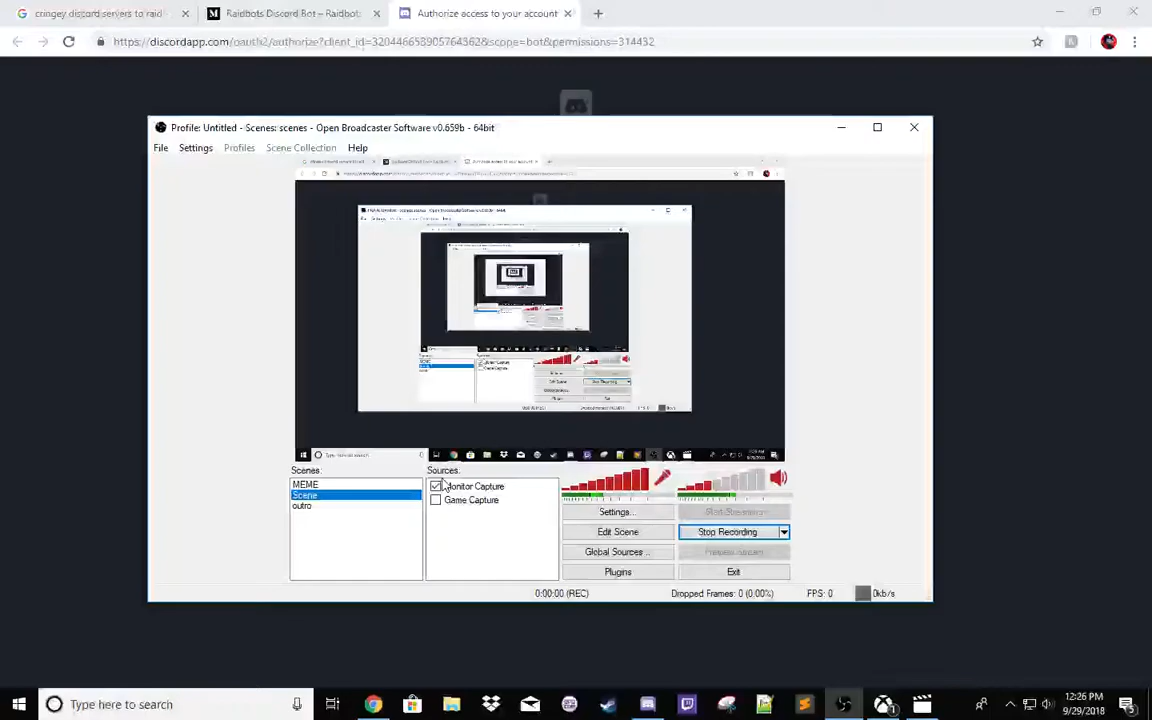 cringey discord servers to raid
Raidbots Discord Bot – Raidbot
Authorize access to your account
https://discordapp.com/oauth2/authorize?client_id=320446658905764362&scope=bot&permissions=314432
Profile: Untitled - Scenes: scenes - Open Broadcaster Software v0.659b - 64bit
File Settings Profiles Scene Collection Help
Scenes:
MEME
Scene
outro
Sources:
Monitor Capture
Game Capture
Settings...
Edit Scene
Stop Recording
Global Sources...
Plugins
Exit
0:00:00 (REC)
Dropped Frames: 0 (0.00%)
FPS: 0
0kb/s
Type here to search
12:26 PM
9/29/2018